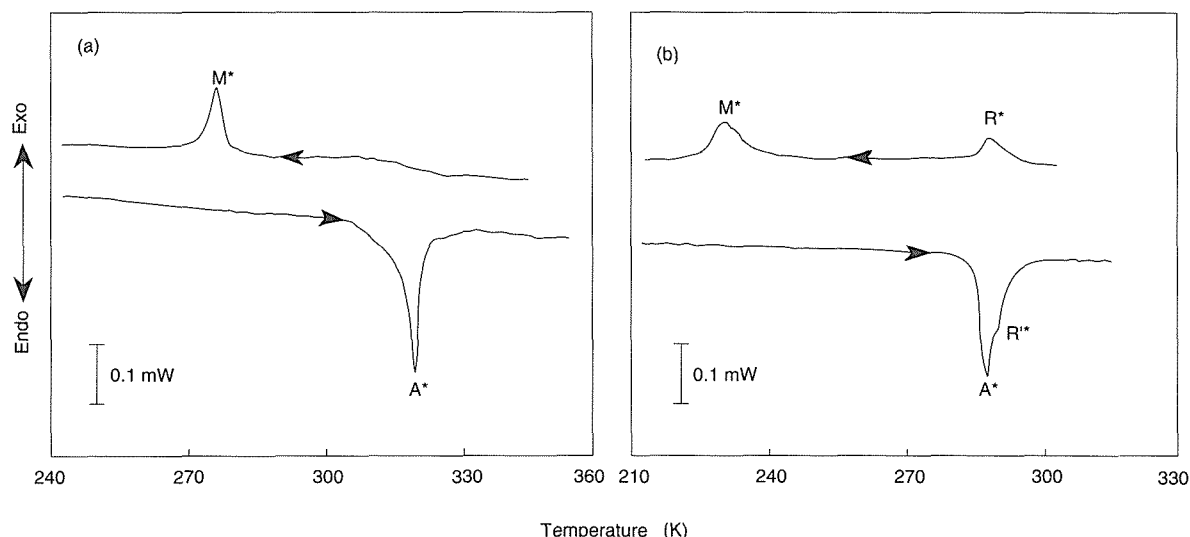 (a)
M*
Exo
Endo
0.1 mW
A*
240
270
300
330
360
(b)
M*
R*
R'*
0.1 mW
A*
210
240
270
300
330
Temperature (K)